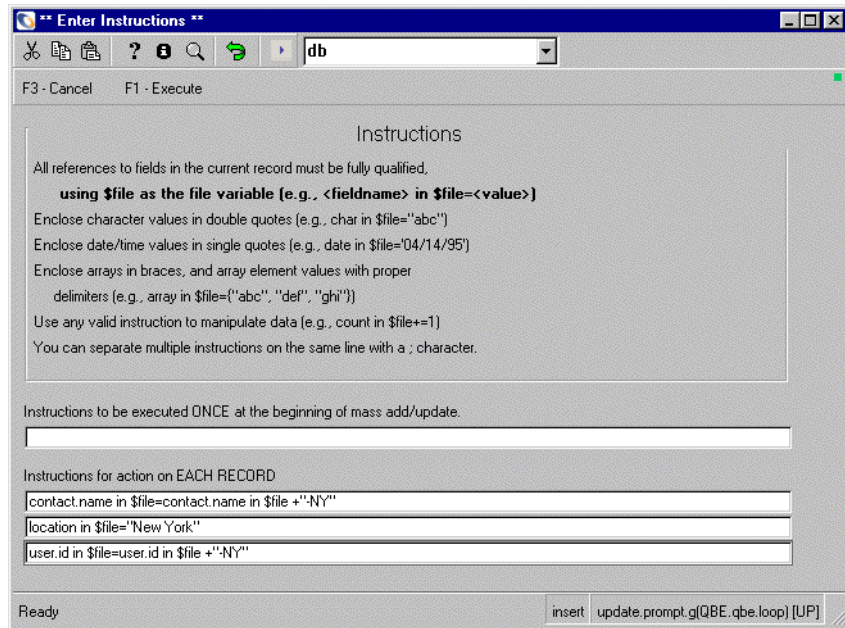 ** Enter Instructions **
db
F3 - Cancel F1 - Execute
Instructions
All references to fields in the current record must be fully qualified,
using $file as the file variable (e.g., <fieldname> in $file=<value>)
Enclose character values in double quotes (e.g., char in $file="abc")
Enclose date/time values in single quotes (e.g., date in $file='04/14/95')
Enclose arrays in braces, and array element values with proper
delimiters (e.g., array in $file={"abc", "def", "ghi"})
Use any valid instruction to manipulate data (e.g., count in $file+=1)
You can separate multiple instructions on the same line with a ; character.
Instructions to be executed ONCE at the beginning of mass add/update.
Instructions for action on EACH RECORD
contact.name in $file=contact.name in $file +"-NY"
location in $file="New York"
user.id in $file=user.id in $file +"-NY"
Ready insert update.prompt.g(QBE.qbe.loop) [UP]